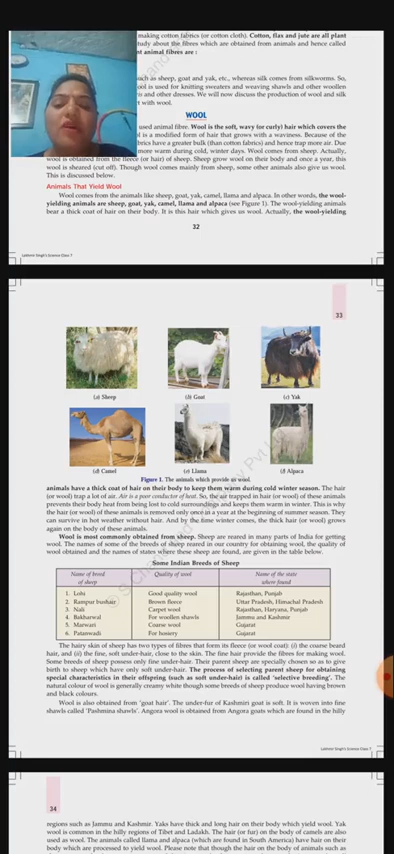 making cotton fabrics (or cotton cloth). Cotton, flax and jute are all plant
tudy about the fibres which are obtained from animals and hence called
nt animal fibres are :
uch as sheep, goat and yak, etc., whereas silk comes from silkworms. So,
ol is used for knitting sweaters and weaving shawls and other woollen
is and other dresses. We will now discuss the production of wool and silk
t with wool.
WOOL
used animal fibre. Wool is the soft, wavy (or curly) hair which covers the
l is a modified form of hair that grows with a waviness. Because of the
brics have a greater bulk (than cotton fabrics) and hence trap more air. Due
more warm during cold, winter days. Wool comes from sheep. Actually,
wool is obtained from the fleece (or hair) of sheep. Sheep grow wool on their body and once a year, this
wool is sheared (cut off). Though wool comes mainly from sheep, some other animals also give us wool.
This is discussed below.
Animals That Yield Wool
Wool comes from the animals like sheep, goat, yak, camel, llama and alpaca. In other words, the wool-
yielding animals are sheep, goat, yak, camel, llama and alpaca (see Figure 1). The wool-yielding animals
bear a thick coat of hair on their body. It is this hair which gives us wool. Actually, the wool-yielding
32
Lakhmir Singh's Science Class 7
33
(a) Sheep (b) Goat (c) Yak
(d) Camel (e) Llama (f) Alpaca
Figure 1. The animals which provide us wool.
animals have a thick coat of hair on their body to keep them warm during cold winter season. The hair
(or wool) trap a lot of air. Air is a poor conductor of heat. So, the air trapped in hair (or wool) of these animals
prevents their body heat from being lost to cold surroundings and keeps them warm in winter. This is why
the hair (or wool) of these animals is removed only once in a year at the beginning of summer season. They
can survive in hot weather without hair. And by the time winter comes, the thick hair (or wool) grows
again on the body of these animals.
Wool is most commonly obtained from sheep. Sheep are reared in many parts of India for getting
wool. The names of some of the breeds of sheep reared in our country for obtaining wool, the quality of
wool obtained and the names of states where these sheep are found, are given in the table below.
Some Indian Breeds of Sheep
Name of breed of sheep Quality of wool Name of the state where found
1. Lohi Good quality wool Rajasthan, Punjab
2. Rampur bushair Brown fleece Uttar Pradesh, Himachal Pradesh
3. Nali Carpet wool Rajasthan, Haryana, Punjab
4. Bakharwal For woollen shawls Jammu and Kashmir
5. Marwari Coarse wool Gujarat
6. Patanwadi For hosiery Gujarat
The hairy skin of sheep has two types of fibres that form its fleece (or wool coat) : (i) the coarse beard
hair, and (ii) the fine, soft under-hair, close to the skin. The fine hair provide the fibres for making wool.
Some breeds of sheep possess only fine under-hair. Their parent sheep are specially chosen so as to give
birth to sheep which have only soft under-hair. The process of selecting parent sheep for obtaining
special characteristics in their offspring (such as soft under-hair) is called 'selective breeding'. The
natural colour of wool is generally creamy white though some breeds of sheep produce wool having brown
and black colours.
Wool is also obtained from 'goat hair'. The under-fur of Kashmiri goat is soft. It is woven into fine
shawls called 'Pashmina shawls'. Angora wool is obtained from Angora goats which are found in the hilly
Lakhmir Singh's Science Class 7
34
regions such as Jammu and Kashmir. Yaks have thick and long hair on their body which yield wool. Yak
wool is common in the hilly regions of Tibet and Ladakh. The hair (or fur) on the body of camels are also
used as wool. The animals called llama and alpaca (which are found in South America) have hair on their
body which are processed to yield wool. Please note that though the hair on the body of animals such as